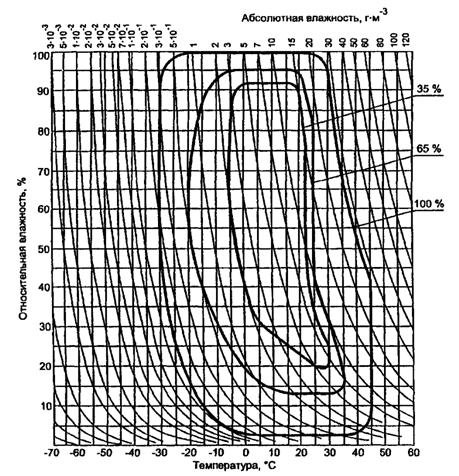 Абсолютная влажность, г·м⁻³
3·10⁻³ 5·10⁻³ 1·10⁻² 2·10⁻² 3·10⁻² 5·10⁻² 7·10⁻² 1·10⁻¹ 2·10⁻¹ 3·10⁻¹ 5·10⁻¹ 1 2 3 5 7 10 15 20 30 40 50 60 80 100 120
100
90
80
70
60
50
40
30
20
10
Относительная влажность, %
35 %
65 %
100 %
-70 -60 -50 -40 -30 -20 -10 0 10 20 30 40 50 60
Температура, °С